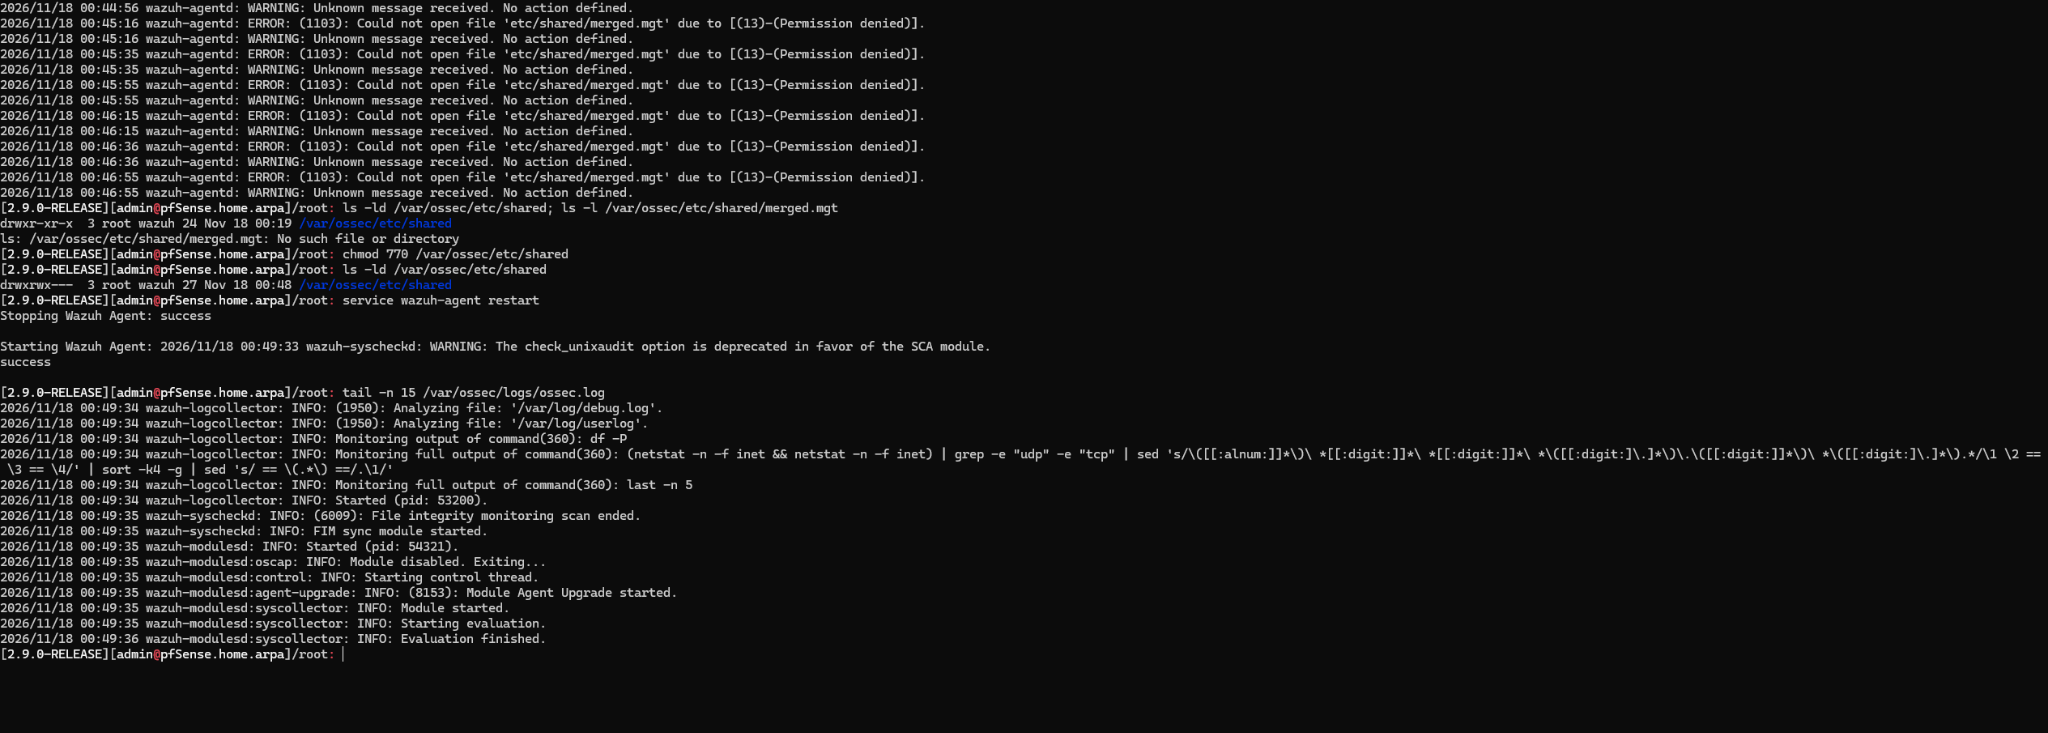 2026/11/18 00:44:56 wazuh-agentd: WARNING: Unknown message received. No action defined.
2026/11/18 00:45:16 wazuh-agentd: ERROR: (1103): Could not open file 'etc/shared/merged.mgt' due to [(13)-(Permission denied)].
2026/11/18 00:45:16 wazuh-agentd: WARNING: Unknown message received. No action defined.
2026/11/18 00:45:35 wazuh-agentd: ERROR: (1103): Could not open file 'etc/shared/merged.mgt' due to [(13)-(Permission denied)].
2026/11/18 00:45:35 wazuh-agentd: WARNING: Unknown message received. No action defined.
2026/11/18 00:45:55 wazuh-agentd: ERROR: (1103): Could not open file 'etc/shared/merged.mgt' due to [(13)-(Permission denied)].
2026/11/18 00:45:55 wazuh-agentd: WARNING: Unknown message received. No action defined.
2026/11/18 00:46:15 wazuh-agentd: ERROR: (1103): Could not open file 'etc/shared/merged.mgt' due to [(13)-(Permission denied)].
2026/11/18 00:46:15 wazuh-agentd: WARNING: Unknown message received. No action defined.
2026/11/18 00:46:36 wazuh-agentd: ERROR: (1103): Could not open file 'etc/shared/merged.mgt' due to [(13)-(Permission denied)].
2026/11/18 00:46:36 wazuh-agentd: WARNING: Unknown message received. No action defined.
2026/11/18 00:46:55 wazuh-agentd: ERROR: (1103): Could not open file 'etc/shared/merged.mgt' due to [(13)-(Permission denied)].
2026/11/18 00:46:55 wazuh-agentd: WARNING: Unknown message received. No action defined.
[2.9.0-RELEASE][admin@pfSense.home.arpa]/root: ls -ld /var/ossec/etc/shared; ls -l /var/ossec/etc/shared/merged.mgt
drwxr-xr-x  3 root wazuh 24 Nov 18 00:19 /var/ossec/etc/shared
ls: /var/ossec/etc/shared/merged.mgt: No such file or directory
[2.9.0-RELEASE][admin@pfSense.home.arpa]/root: chmod 770 /var/ossec/etc/shared
[2.9.0-RELEASE][admin@pfSense.home.arpa]/root: ls -ld /var/ossec/etc/shared
drwxrwx---  3 root wazuh 27 Nov 18 00:48 /var/ossec/etc/shared
[2.9.0-RELEASE][admin@pfSense.home.arpa]/root: service wazuh-agent restart
Stopping Wazuh Agent: success
Starting Wazuh Agent: 2026/11/18 00:49:33 wazuh-syscheckd: WARNING: The check_unixaudit option is deprecated in favor of the SCA module.
success
[2.9.0-RELEASE][admin@pfSense.home.arpa]/root: tail -n 15 /var/ossec/logs/ossec.log
2026/11/18 00:49:34 wazuh-logcollector: INFO: (1950): Analyzing file: '/var/log/debug.log'.
2026/11/18 00:49:34 wazuh-logcollector: INFO: (1950): Analyzing file: '/var/log/userlog'.
2026/11/18 00:49:34 wazuh-logcollector: INFO: Monitoring output of command(360): df -P
2026/11/18 00:49:34 wazuh-logcollector: INFO: Monitoring full output of command(360): (netstat -n -f inet && netstat -n -f inet) | grep -e "udp" -e "tcp" | sed 's/\([[:alnum:]]*\)\ *[[:digit:]]*\ *[[:digit:]]*\ *\([[:digit:]\.]*\)\.\([[:digit:]]*\)\ *\([[:digit:]\.]*\).*/\1 \2 ==
 \3 == \4/' | sort -k4 -g | sed 's/ == \(.*\) ==/.\1/'
2026/11/18 00:49:34 wazuh-logcollector: INFO: Monitoring full output of command(360): last -n 5
2026/11/18 00:49:34 wazuh-logcollector: INFO: Started (pid: 53200).
2026/11/18 00:49:35 wazuh-syscheckd: INFO: (6009): File integrity monitoring scan ended.
2026/11/18 00:49:35 wazuh-syscheckd: INFO: FIM sync module started.
2026/11/18 00:49:35 wazuh-modulesd: INFO: Started (pid: 54321).
2026/11/18 00:49:35 wazuh-modulesd:oscap: INFO: Module disabled. Exiting...
2026/11/18 00:49:35 wazuh-modulesd:control: INFO: Starting control thread.
2026/11/18 00:49:35 wazuh-modulesd:agent-upgrade: INFO: (8153): Module Agent Upgrade started.
2026/11/18 00:49:35 wazuh-modulesd:syscollector: INFO: Module started.
2026/11/18 00:49:35 wazuh-modulesd:syscollector: INFO: Starting evaluation.
2026/11/18 00:49:36 wazuh-modulesd:syscollector: INFO: Evaluation finished.
[2.9.0-RELEASE][admin@pfSense.home.arpa]/root: